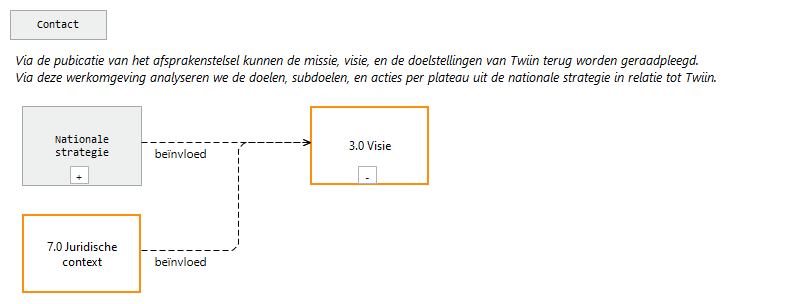 Contact
Via de pubicatie van het afsprakenstelsel kunnen de missie, visie, en de doelstellingen van Twiin terug worden geraadpleegd.
Via deze werkomgeving analyseren we de doelen, subdoelen, en acties per plateau uit de nationale strategie in relatie tot Twiin.
Nationale
strategie
+
beïnvloed
3.0 Visie
-
7.0 Juridische
context
beïnvloed